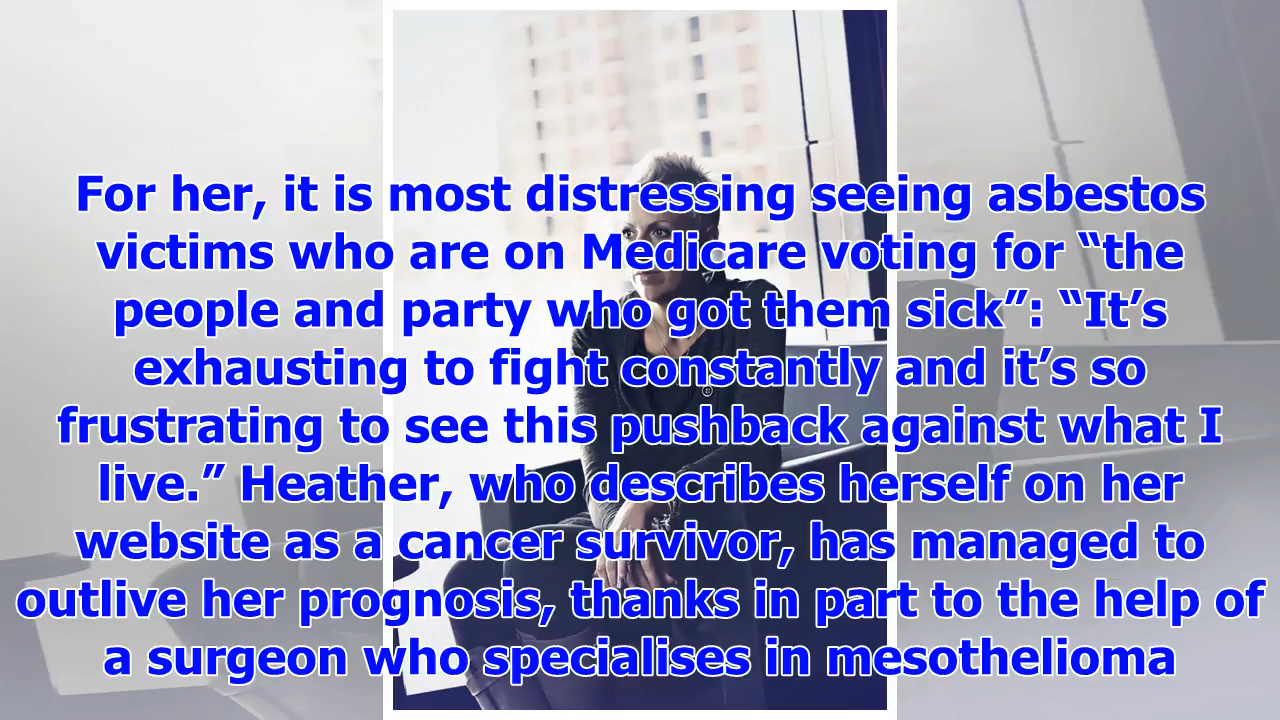 For her, it is most distressing seeing asbestos
victims who are on Medicare voting for “the
people and party who got them sick”: “It’s
exhausting to fight constantly and it’s so
frustrating to see this pushback against what I
live.” Heather, who describes herself on her
website as a cancer survivor, has managed to
outlive her prognosis, thanks in part to the help of
a surgeon who specialises in mesothelioma